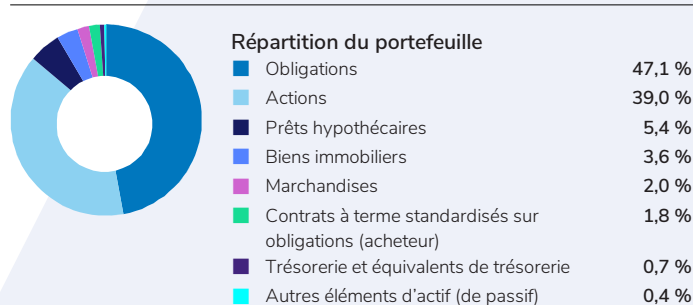 Répartition du portefeuille
Obligations 47,1 %
Actions 39,0 %
Prêts hypothécaires 5,4 %
Biens immobiliers 3,6 %
Marchandises 2,0 %
Contrats à terme standardisés sur 1,8 %
obligations (acheteur)
Trésorerie et équivalents de trésorerie 0,7 %
Autres éléments d'actif (de passif) 0,4 %